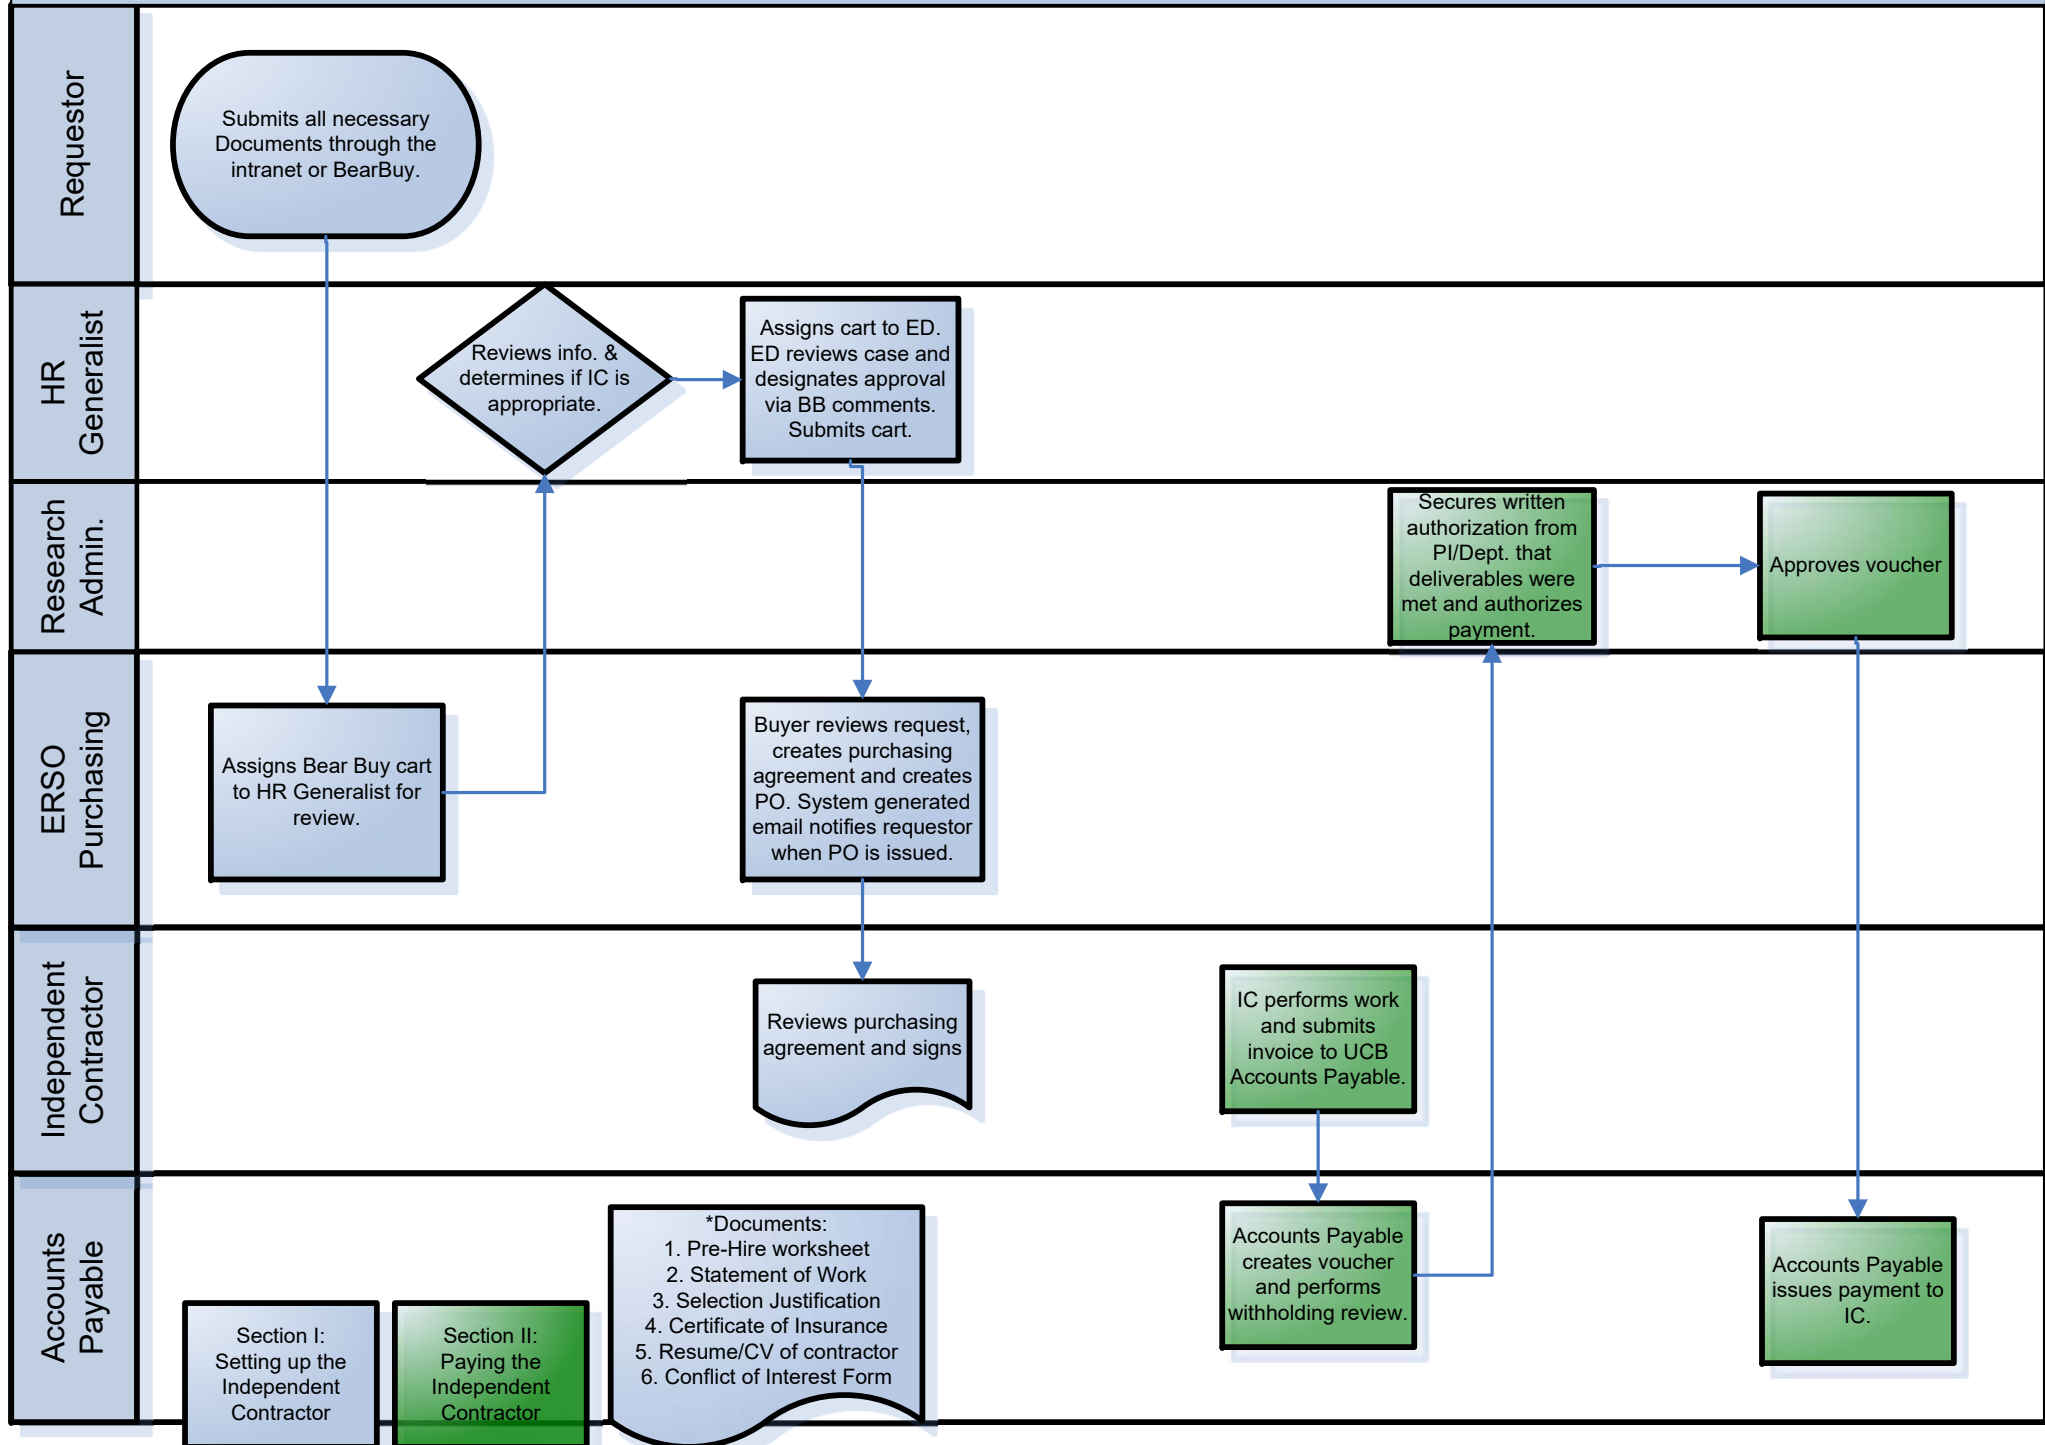 Requestor
Submits all necessary
Documents through the
intranet or BearBuy.
HR
Generalist
Reviews info. &
determines if IC is
appropriate.
Assigns cart to ED.
ED reviews case and
designates approval
via BB comments.
Submits cart.
Research
Admin.
Secures written
authorization from
PI/Dept. that
deliverables were
met and authorizes
payment.
Approves voucher
ERSO
Purchasing
Assigns Bear Buy cart
to HR Generalist for
review.
Buyer reviews request,
creates purchasing
agreement and creates
PO. System generated
email notifies requestor
when PO is issued.
Independent
Contractor
Reviews purchasing
agreement and signs
IC performs work
and submits
invoice to UCB
Accounts Payable.
Accounts
Payable
Section I:
Setting up the
Independent
Contractor
Section II:
Paying the
Independent
Contractor
*Documents:
1. Pre-Hire worksheet
2. Statement of Work
3. Selection Justification
4. Certificate of Insurance
5. Resume/CV of contractor
6. Conflict of Interest Form
Accounts Payable
creates voucher
and performs
withholding review.
Accounts Payable
issues payment to
IC.